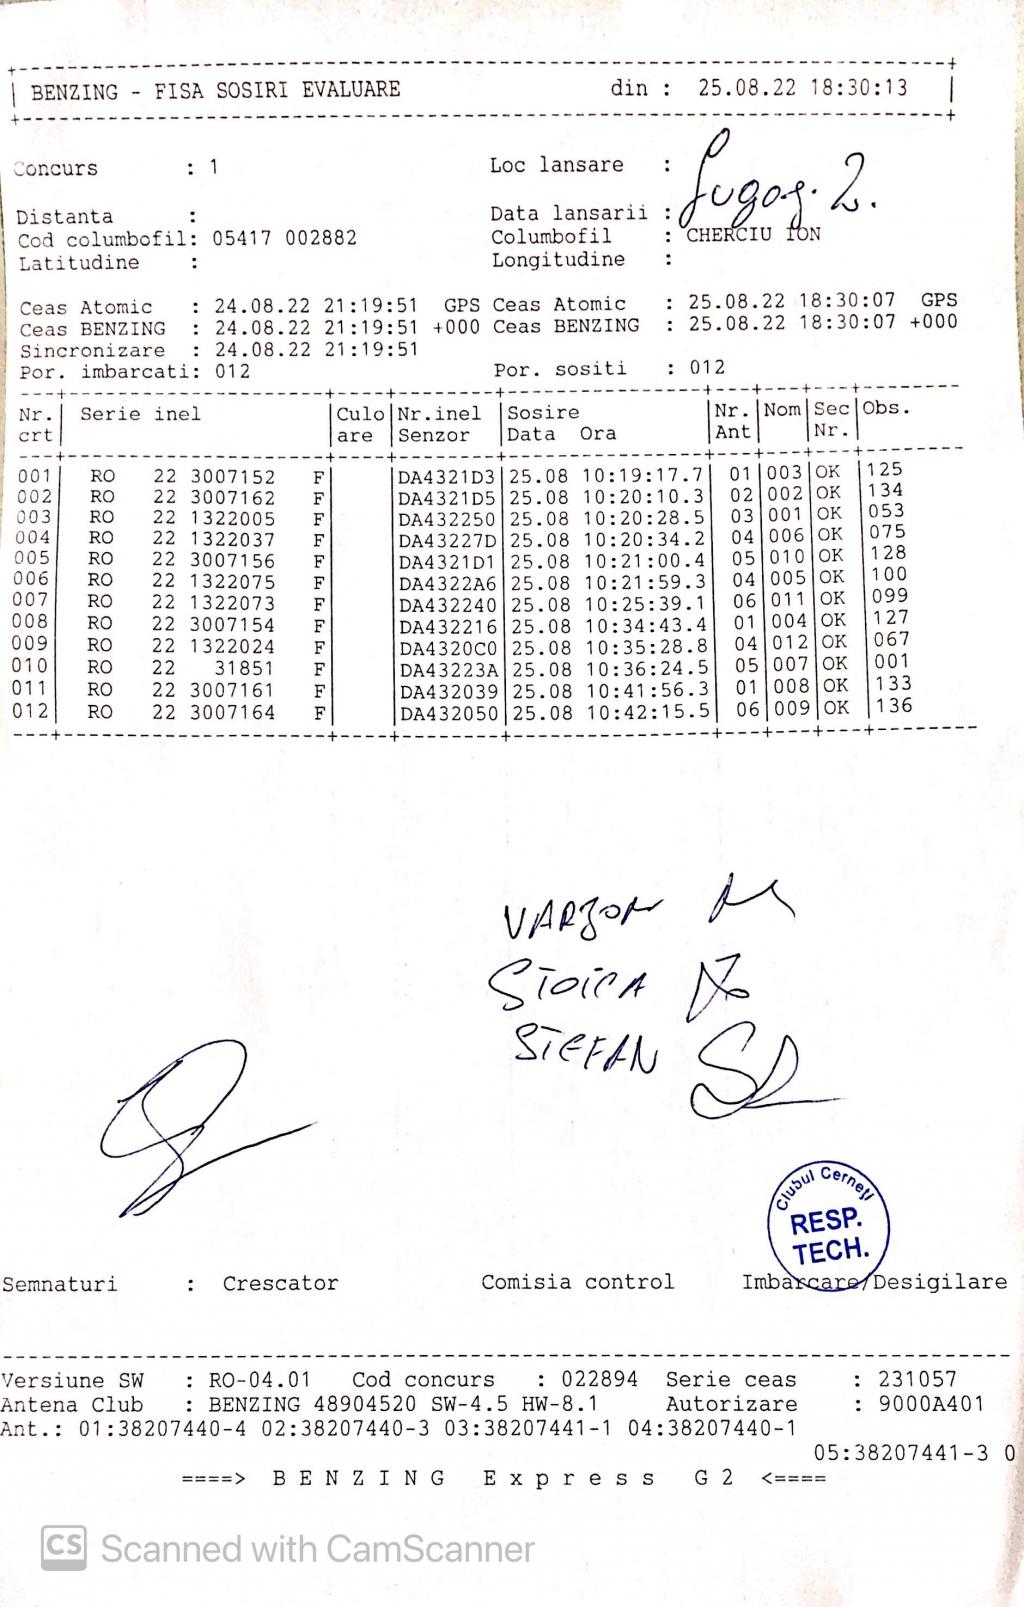 BENZING - FISA SOSIRI EVALUARE din : 25.08.22 18:30:13
Concurs : 1 Loc lansare : Lugoj. 2.
Distanta : Data lansarii :
Cod columbofil: 05417 002882 Columbofil : CHERCIU ION
Latitudine : Longitudine :
Ceas Atomic : 24.08.22 21:19:51 GPS Ceas Atomic : 25.08.22 18:30:07 GPS
Ceas BENZING : 24.08.22 21:19:51 +000 Ceas BENZING : 25.08.22 18:30:07 +000
Sincronizare : 24.08.22 21:19:51
Por. imbarcati: 012 Por. sositi : 012
Nr. Serie inel Culo Nr.inel Sosire Nr. Nom Sec Obs.
crt are Senzor Data Ora Ant Nr.
001 RO 22 3007152 F DA4321D3 25.08 10:19:17.7 01 003 OK 125
002 RO 22 3007162 F DA4321D5 25.08 10:20:10.3 02 002 OK 134
003 RO 22 1322005 F DA432250 25.08 10:20:28.5 03 001 OK 053
004 RO 22 1322037 F DA43227D 25.08 10:20:34.2 04 006 OK 075
005 RO 22 3007156 F DA4321D1 25.08 10:21:00.4 05 010 OK 128
006 RO 22 1322075 F DA4322A6 25.08 10:21:59.3 04 005 OK 100
007 RO 22 1322073 F DA432240 25.08 10:25:39.1 06 011 OK 099
008 RO 22 3007154 F DA432216 25.08 10:34:43.4 01 004 OK 127
009 RO 22 1322024 F DA4320C0 25.08 10:35:28.8 04 012 OK 067
010 RO 22 31851 F DA43223A 25.08 10:36:24.5 05 007 OK 001
011 RO 22 3007161 F DA432039 25.08 10:41:56.3 01 008 OK 133
012 RO 22 3007164 F DA432050 25.08 10:42:15.5 06 009 OK 136
STOICA
STEFAN
Clubul Cerneți
RESP.
TECH.
Semnaturi : Crescator Comisia control Imbarcare/Desigilare
Versiune SW : RO-04.01 Cod concurs : 022894 Serie ceas : 231057
Antena Club : BENZING 48904520 SW-4.5 HW-8.1 Autorizare : 9000A401
Ant.: 01:38207440-4 02:38207440-3 03:38207441-1 04:38207440-1
05:38207441-3 0
====> B E N Z I N G E x p r e s s G 2 <====
CS Scanned with CamScanner